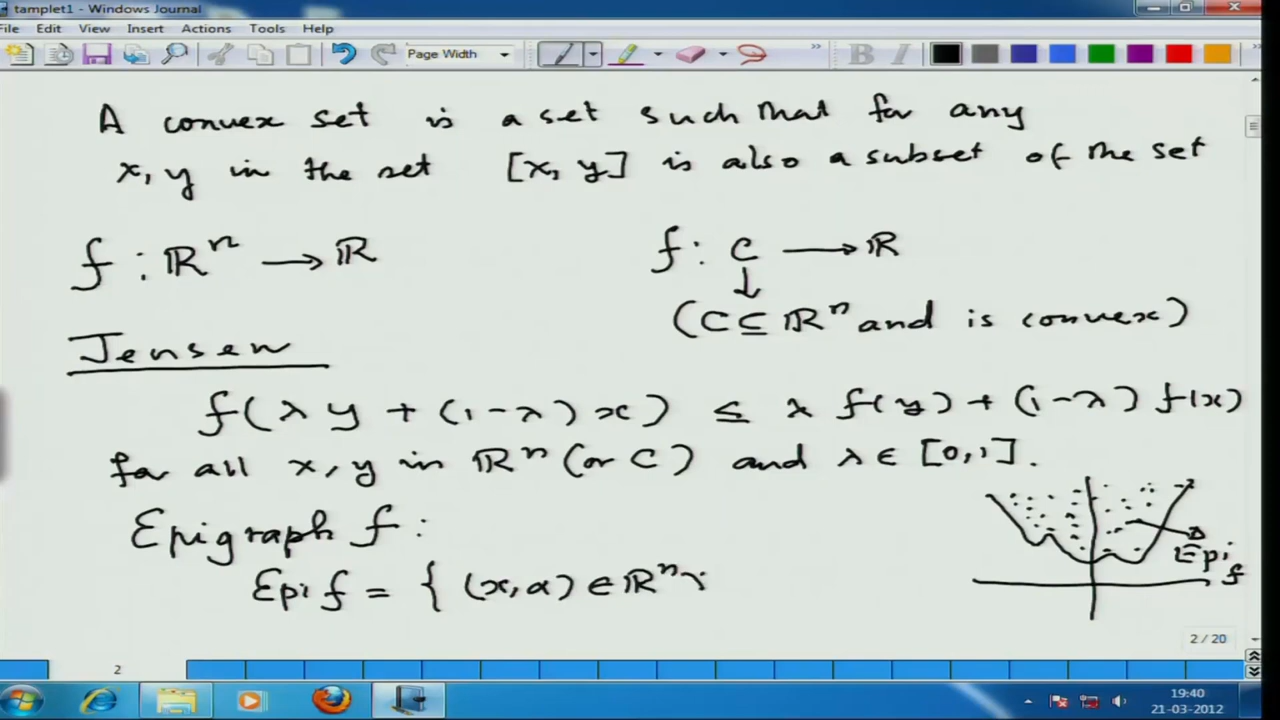 tamplet1 - Windows Journal
File Edit View Insert Actions Tools Help
Page Width
A convex set is a set such that for any
x, y in the set [x, y] is also a subset of the set
f : ℝⁿ → ℝ
f : C → ℝ
(C ⊆ ℝⁿ and is convex)
Jensen
f(λy + (1-λ)x) ≤ λ f(y) + (1-λ) f(x)
for all x, y in ℝⁿ (or C) and λ ∈ [0,1].
Epigraph f :
Epi f = { (x, α) ∈ ℝⁿ
Epi f
2 / 20
2
19:40
21-03-2012